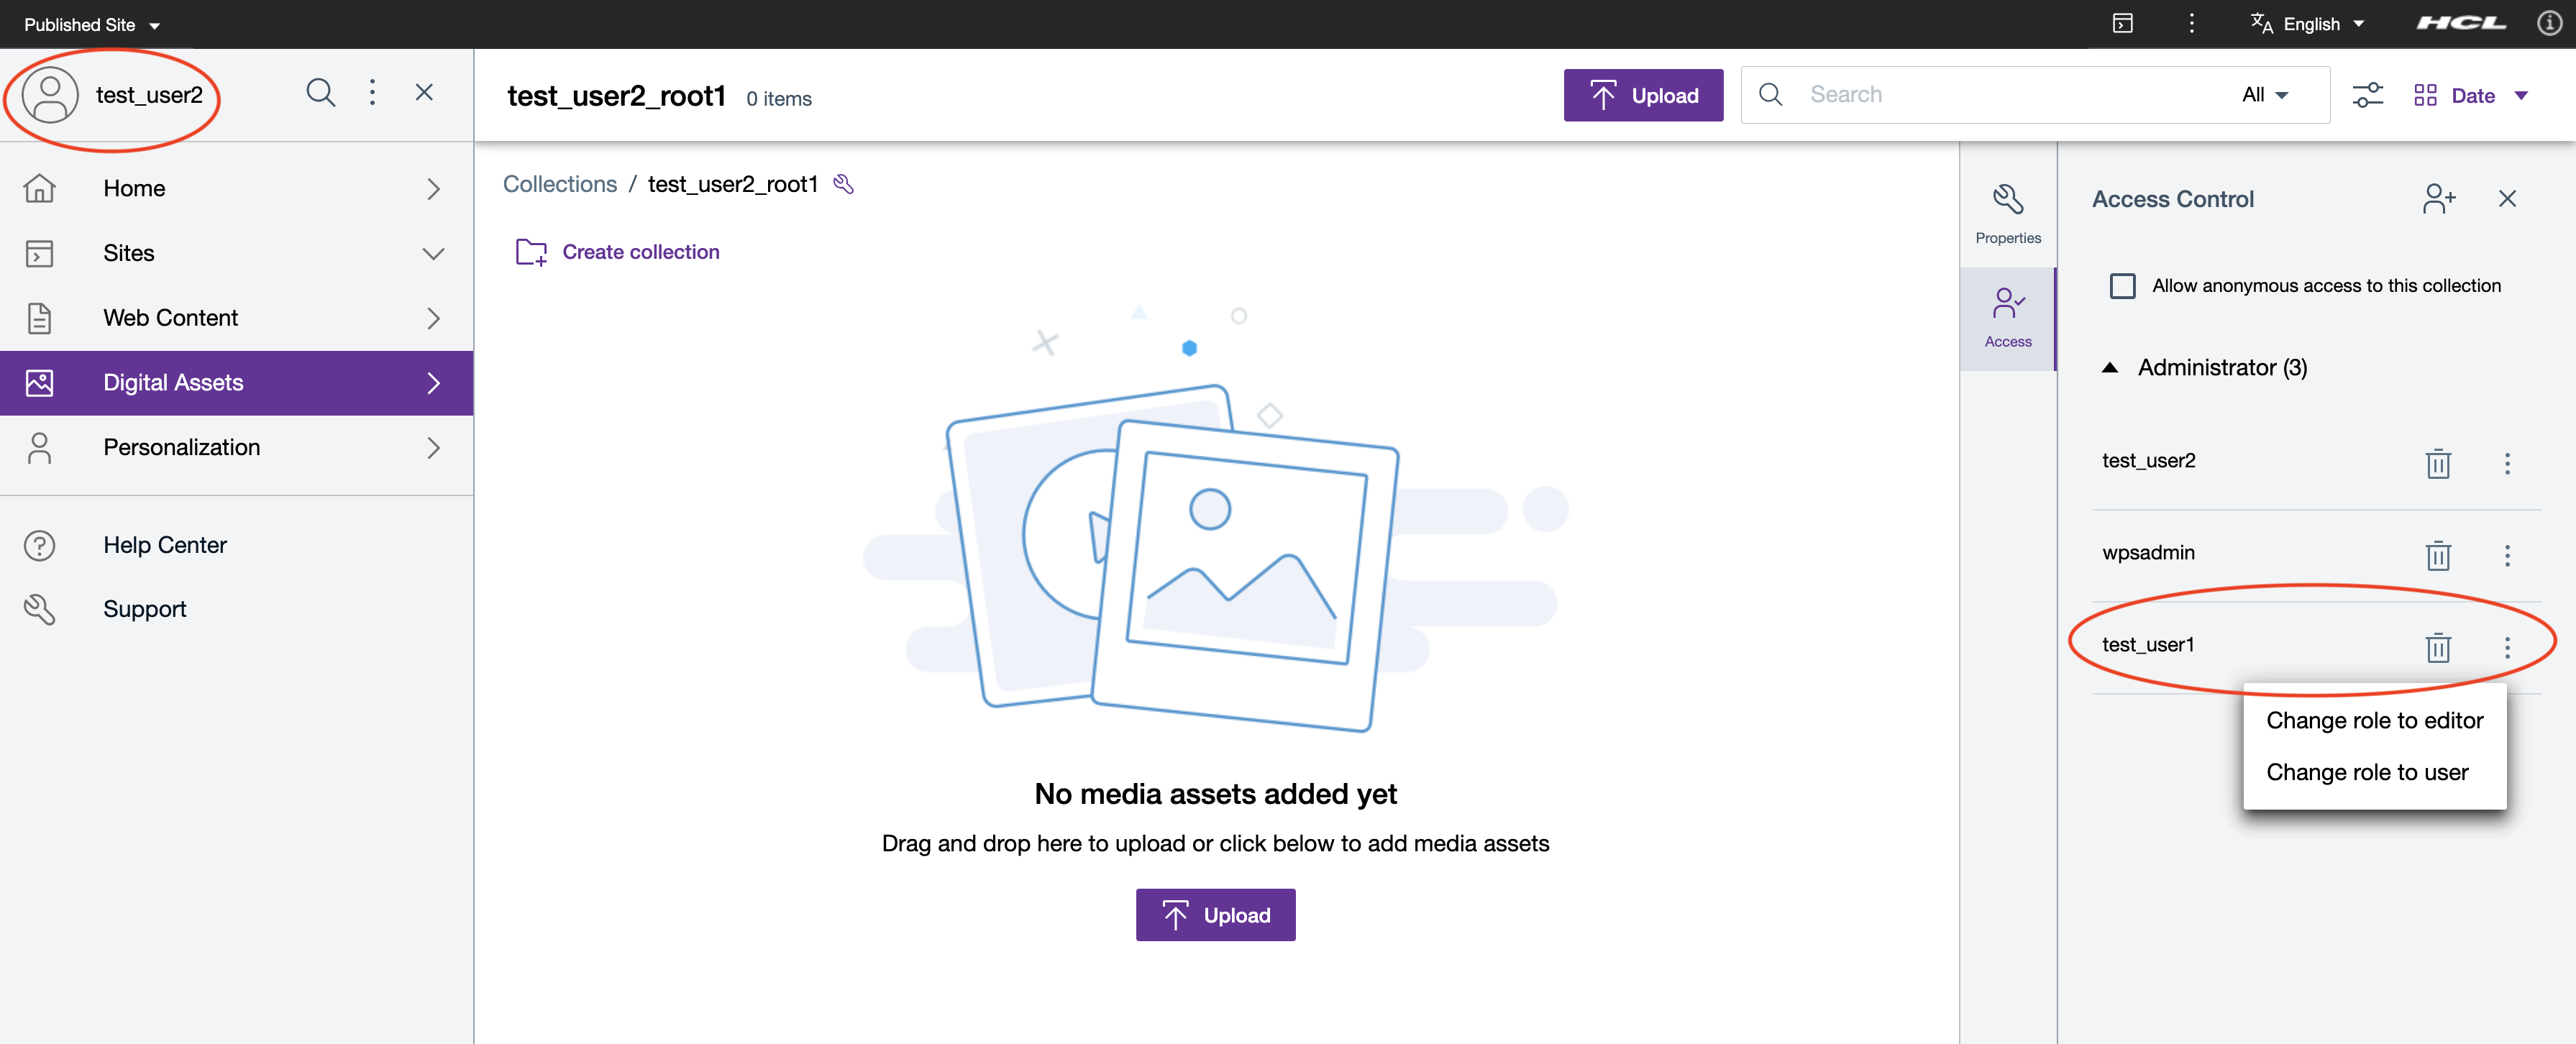 Published Site
English
HCL
test_user2
test_user2_root1 0 items
Upload
Search
All
Date
Home
Sites
Web Content
Digital Assets
Personalization
Help Center
Support
Collections / test_user2_root1
Create collection
No media assets added yet
Drag and drop here to upload or click below to add media assets
Upload
Properties
Access
Access Control
Allow anonymous access to this collection
Administrator (3)
test_user2
wpsadmin
test_user1
Change role to editor
Change role to user